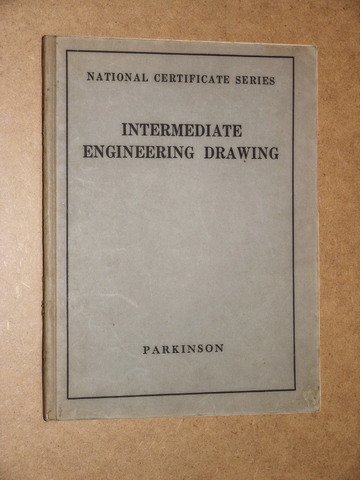 NATIONAL CERTIFICATE SERIES
INTERMEDIATE
ENGINEERING DRAWING
PARKINSON